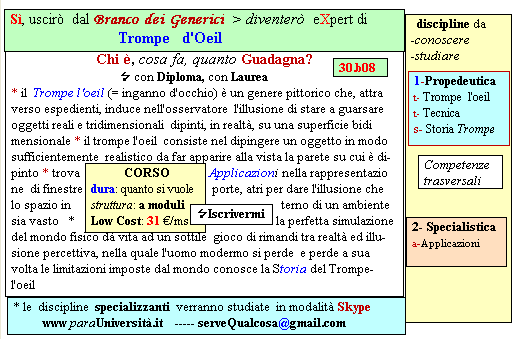 Si, uscirò dal Branco dei Generici > diventerò eXpert di
Trompe d'Oeil
Chi è, cosa fa, quanto Guadagna?
con Diploma, con Laurea
30.b08
* il Trompe l'oeil (= inganno d'occhio) è un genere pittorico che, attra
verso espedienti, induce nell'osservatore l'illusione di stare a guarsare
oggetti reali e tridimensionali dipinti, in realtà, su una superficie bidi
mensionale * il trompe l'oeil consiste nel dipingere un oggetto in modo
sufficientemente realistico da far apparire alla vista la parete su cui è di-
pinto * trova Applicazioni nella rappresentazio
ne di finestre porte, atri per dare l'illusione che
lo spazio in terno di un ambiente
sia vasto * la perfetta simulazione
del mondo fisico dà vita ad un sottile gioco di rimandi tra realtà ed illu-
sione percettiva, nella quale l'uomo modermo si perde e perde a sua
volta le limitazioni imposte dal mondo conosce la Storia del Trompe-
l'oeil
CORSO
dura: quanto si vuole
struttura: a moduli
Low Cost: 31 €/ms
Iscrivermi
* le discipline specializzanti verranno studiate in modalità Skype
www.paraUniversità.it ----- serveQualcosa@gmail.com
discipline da
-conoscere
-studiare
1-Propedeutica
t- Trompe l'oeil
t- Tecnica
s- Storia Trompe
Competenze
trasversali
2- Specialistica
a-Applicazioni